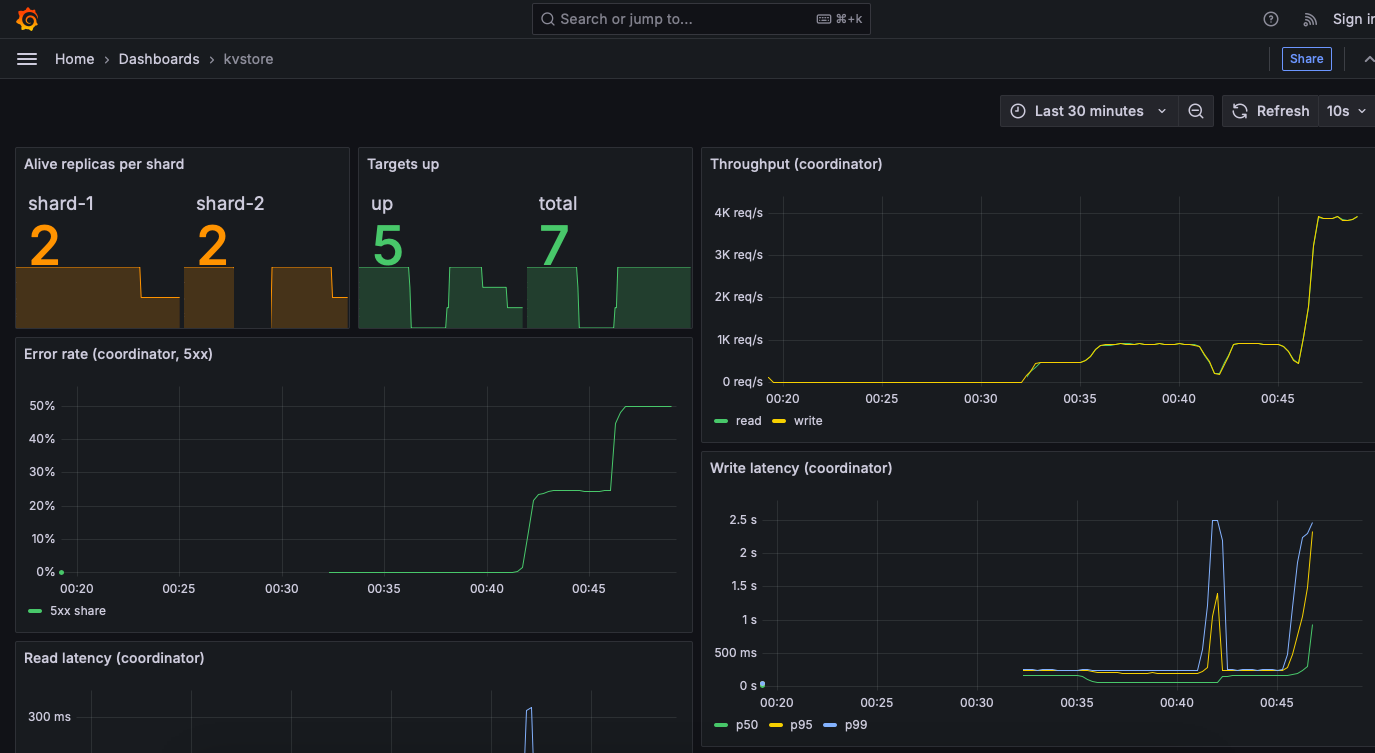 Search or jump to... ⌘+k Sign in
Home › Dashboards › kvstore Share
Last 30 minutes Refresh 10s
Alive replicas per shard
shard-1 shard-2
2 2
Targets up
up total
5 7
Throughput (coordinator)
4K req/s
3K req/s
2K req/s
1K req/s
0 req/s
00:20 00:25 00:30 00:35 00:40 00:45
read write
Error rate (coordinator, 5xx)
50%
40%
30%
20%
10%
0%
00:20 00:25 00:30 00:35 00:40 00:45
5xx share
Write latency (coordinator)
2.5 s
2 s
1.5 s
1 s
500 ms
0 s
00:20 00:25 00:30 00:35 00:40 00:45
p50 p95 p99
Read latency (coordinator)
300 ms